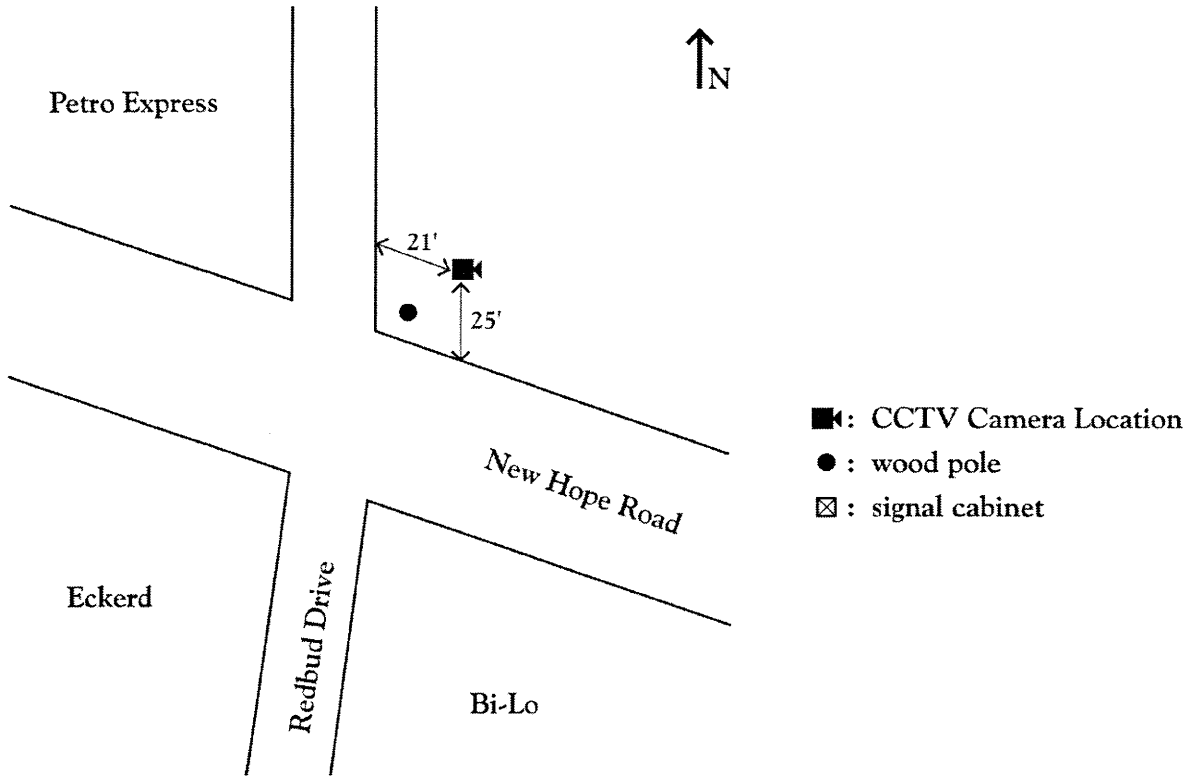 N
Petro Express
21'
25'
: CCTV Camera Location
: wood pole
: signal cabinet
New Hope Road
Eckerd
Redbud Drive
Bi-Lo